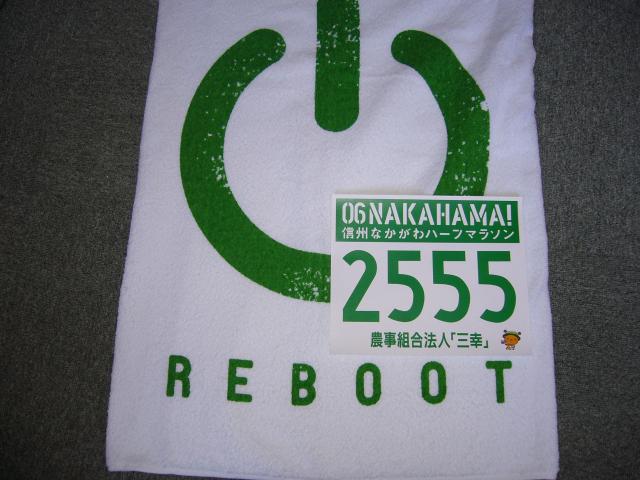 06NAKAHAMA!
信州なかがわハーフマラソン
2555
農事組合法人「三幸」
REBOOT